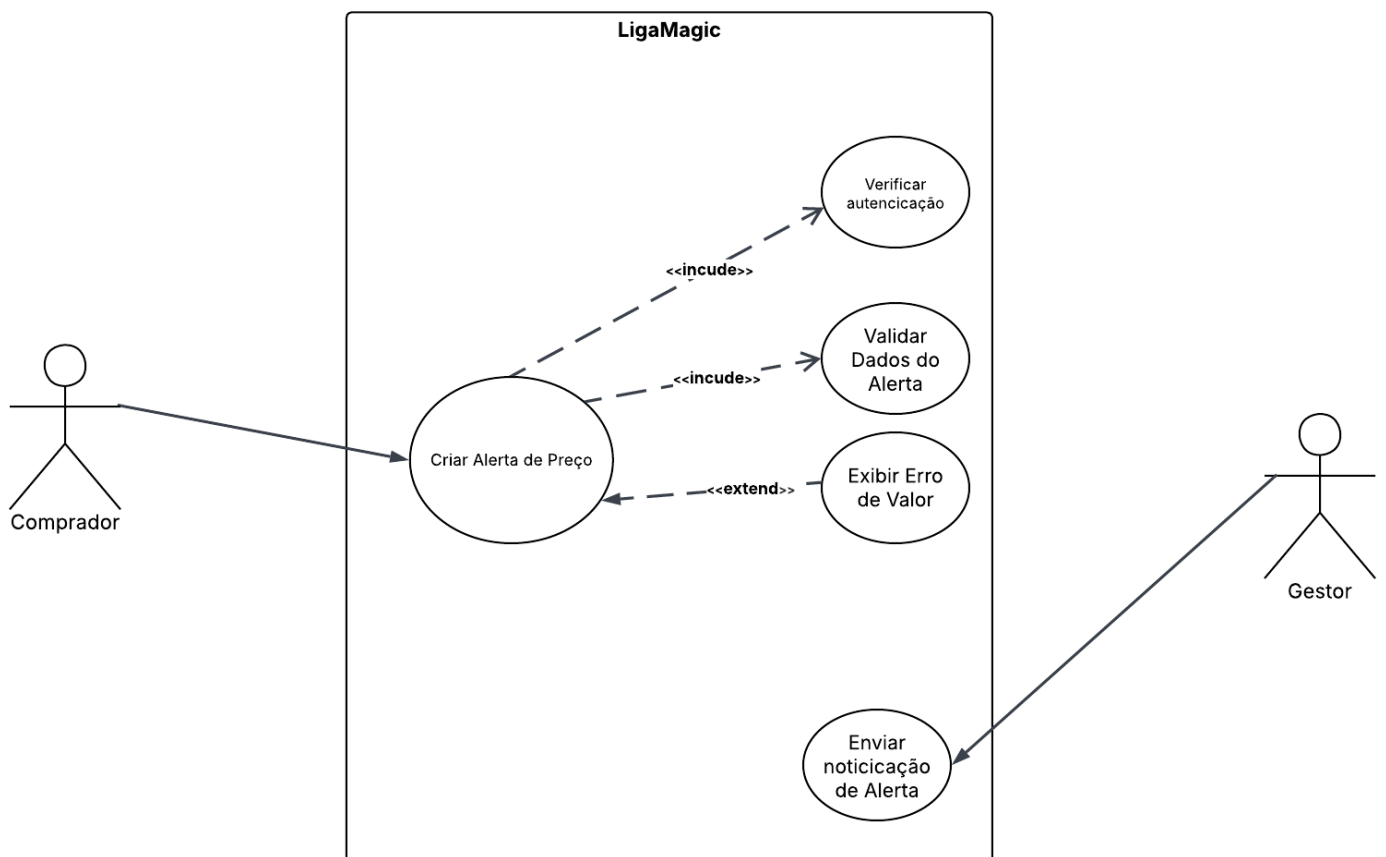 LigaMagic
Verificar
autencicação
<<incude>>
Validar
Dados do
Alerta
<<incude>>
Criar Alerta de Preço
Exibir Erro
de Valor
<<extend>>
Comprador
Gestor
Enviar
noticicação
de Alerta